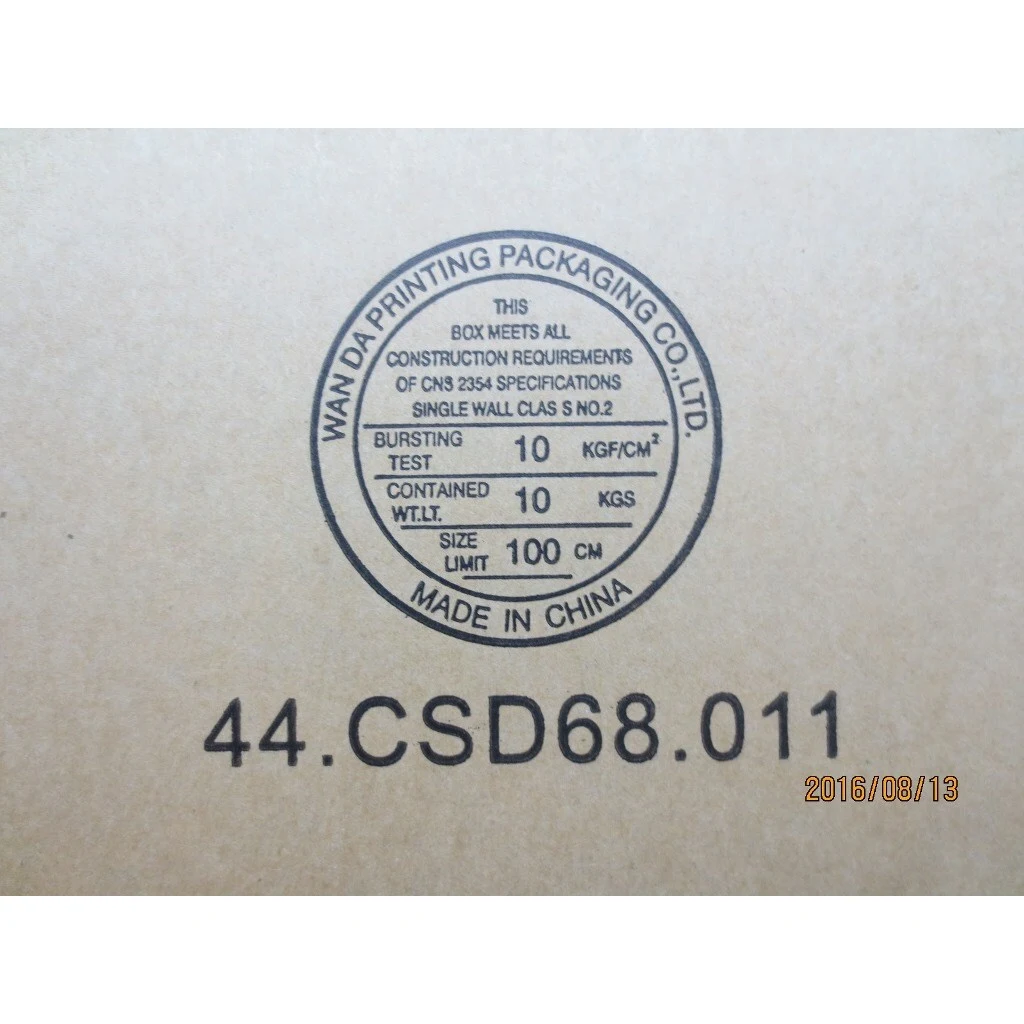 WAN DA PRINTING PACKAGING CO.,LTD.
THIS
BOX MEETS ALL
CONSTRUCTION REQUIREMENTS
OF CNS 2354 SPECIFICATIONS
SINGLE WALL CLAS S NO.2
BURSTING TEST 10 KGF/CM²
CONTAINED WT.LT. 10 KGS
SIZE LIMIT 100 CM
MADE IN CHINA
44.CSD68.011
2016/08/13